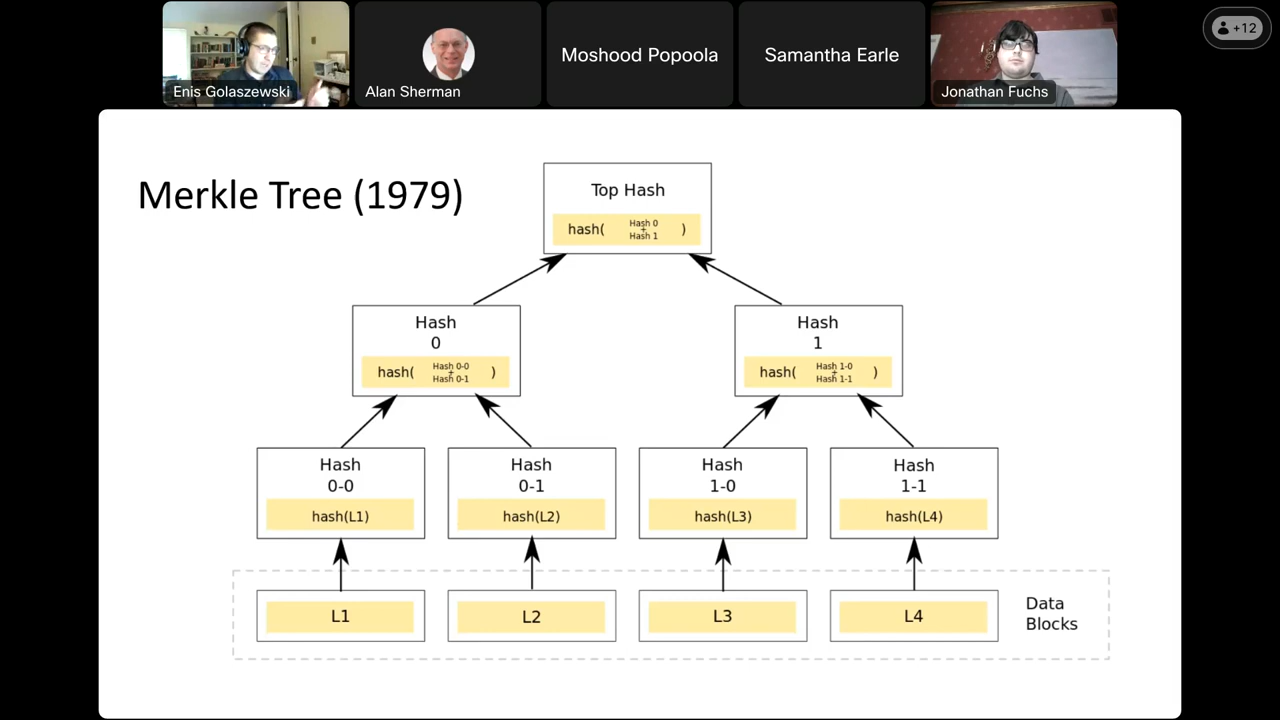 Enis Golaszewski
Alan Sherman
Moshood Popoola
Samantha Earle
Jonathan Fuchs
+12
Merkle Tree (1979)
Top Hash
hash( Hash 0 + Hash 1 )
Hash
0
hash( Hash 0-0 + Hash 0-1 )
Hash
1
hash( Hash 1-0 + Hash 1-1 )
Hash
0-0
hash(L1)
Hash
0-1
hash(L2)
Hash
1-0
hash(L3)
Hash
1-1
hash(L4)
L1
L2
L3
L4
Data
Blocks